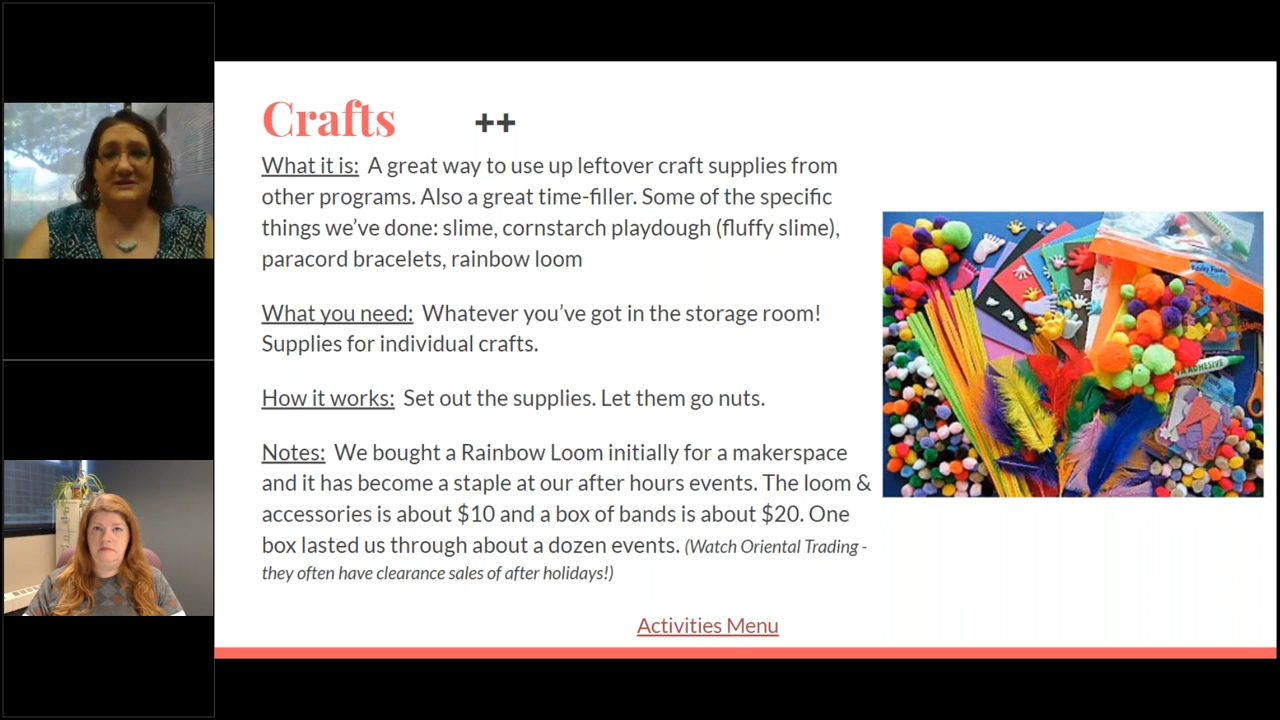 Crafts ++
What it is: A great way to use up leftover craft supplies from
other programs. Also a great time-filler. Some of the specific
things we've done: slime, cornstarch playdough (fluffy slime),
paracord bracelets, rainbow loom
What you need: Whatever you've got in the storage room!
Supplies for individual crafts.
How it works: Set out the supplies. Let them go nuts.
Notes: We bought a Rainbow Loom initially for a makerspace
and it has become a staple at our after hours events. The loom &
accessories is about $10 and a box of bands is about $20. One
box lasted us through about a dozen events. (Watch Oriental Trading -
they often have clearance sales of after holidays!)
Activities Menu